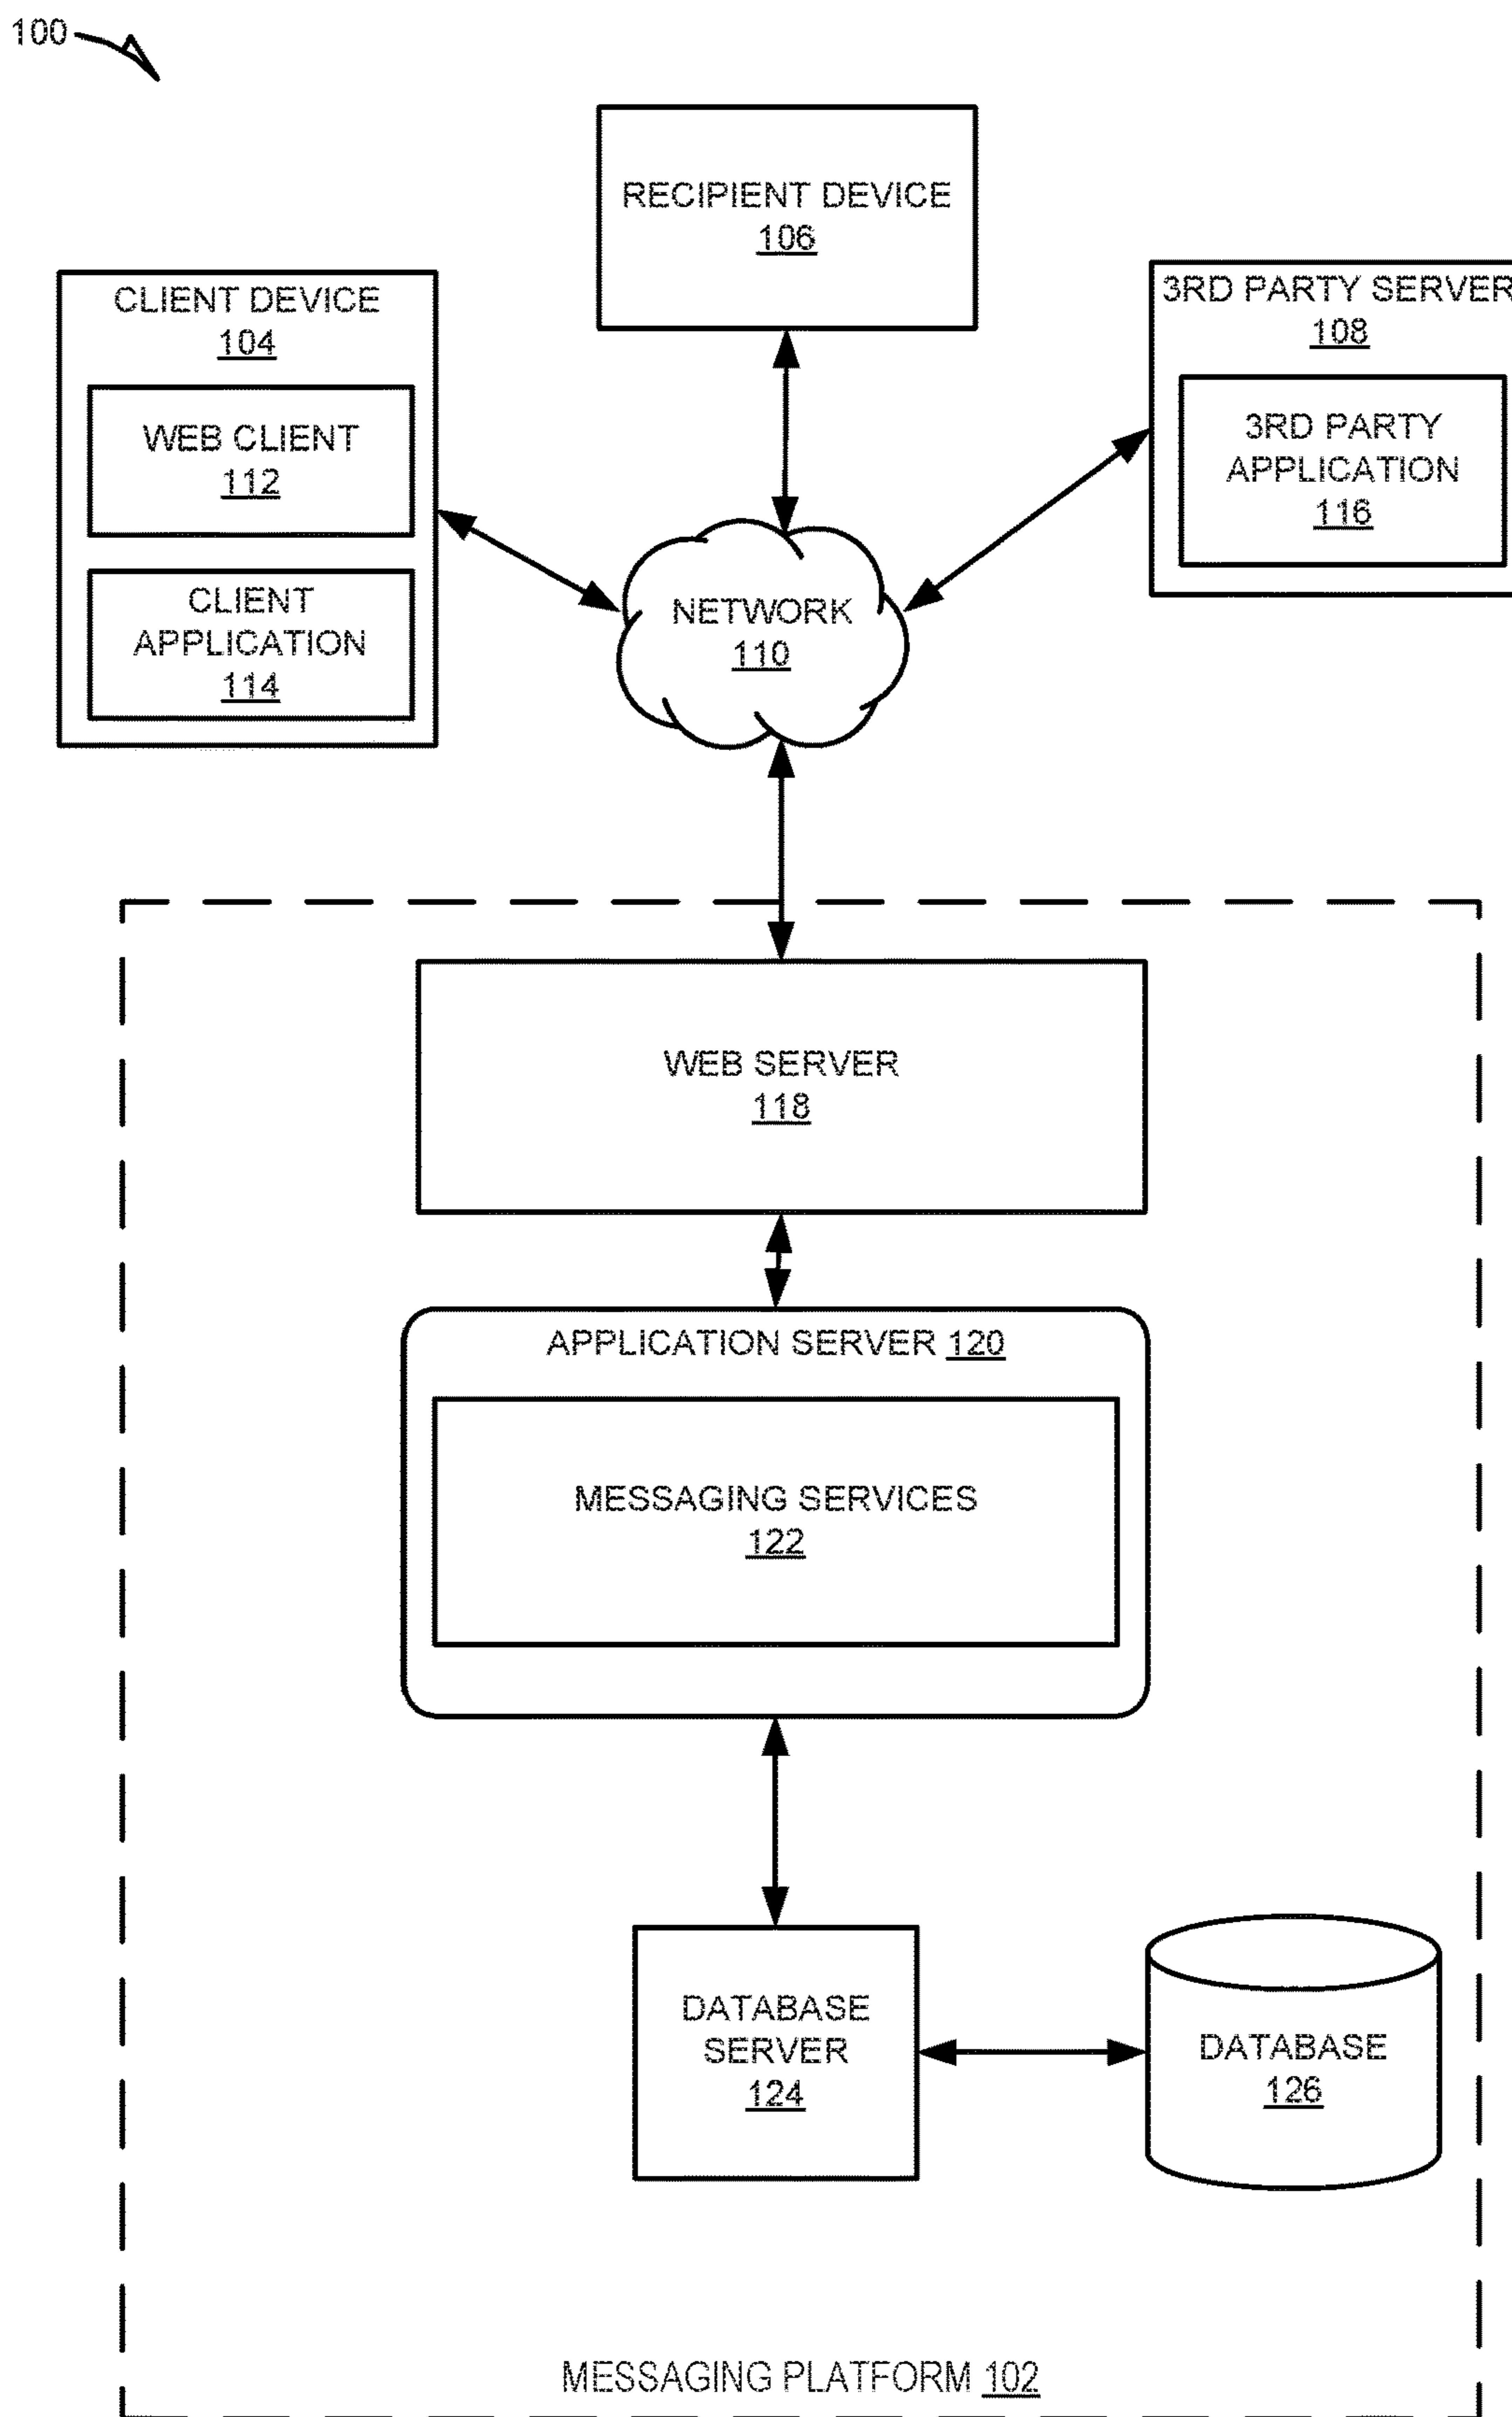 100
RECIPIENT DEVICE
106
CLIENT DEVICE
104
WEB CLIENT
112
CLIENT
APPLICATION
114
3RD PARTY SERVER
108
3RD PARTY
APPLICATION
116
NETWORK
110
WEB SERVER
118
APPLICATION SERVER 120
MESSAGING SERVICES
122
DATABASE
SERVER
124
DATABASE
126
MESSAGING PLATFORM 102